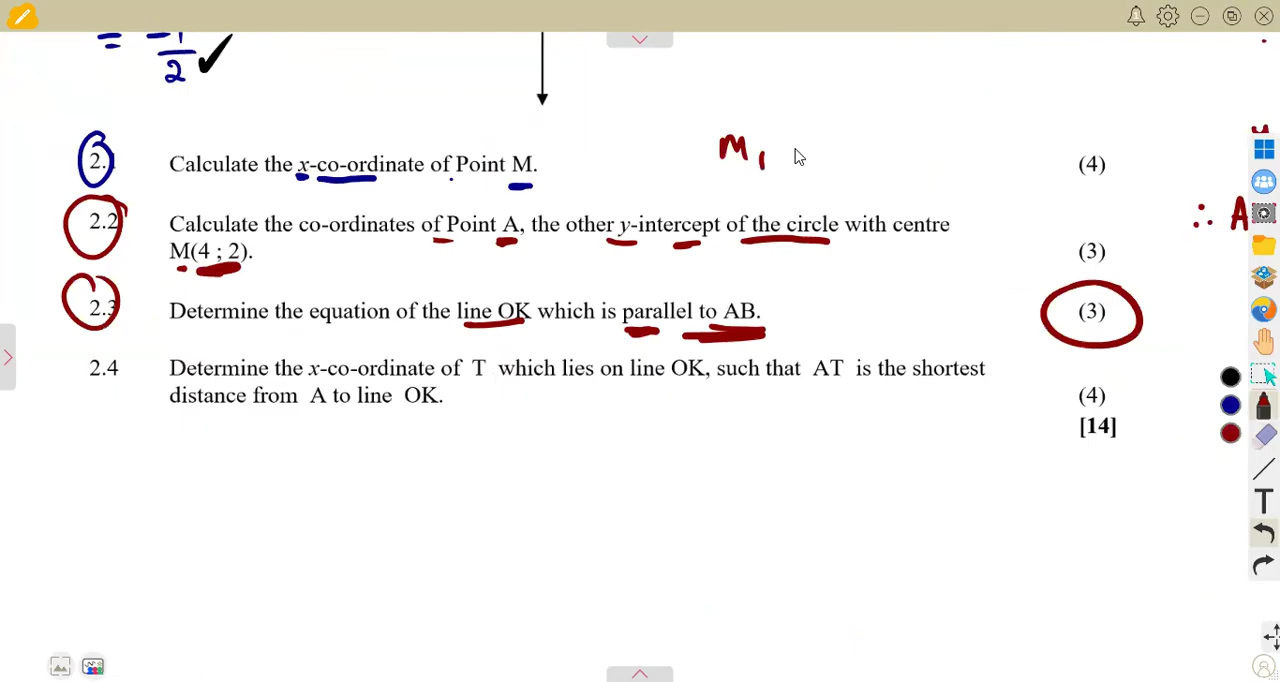 = -1/2 ✓
M1
2.1 Calculate the x-co-ordinate of Point M. (4)
2.2 Calculate the co-ordinates of Point A, the other y-intercept of the circle with centre
M(4 ; 2). (3)
∴ A
2.3 Determine the equation of the line OK which is parallel to AB. (3)
2.4 Determine the x-co-ordinate of T which lies on line OK, such that AT is the shortest
distance from A to line OK. (4)
[14]
T